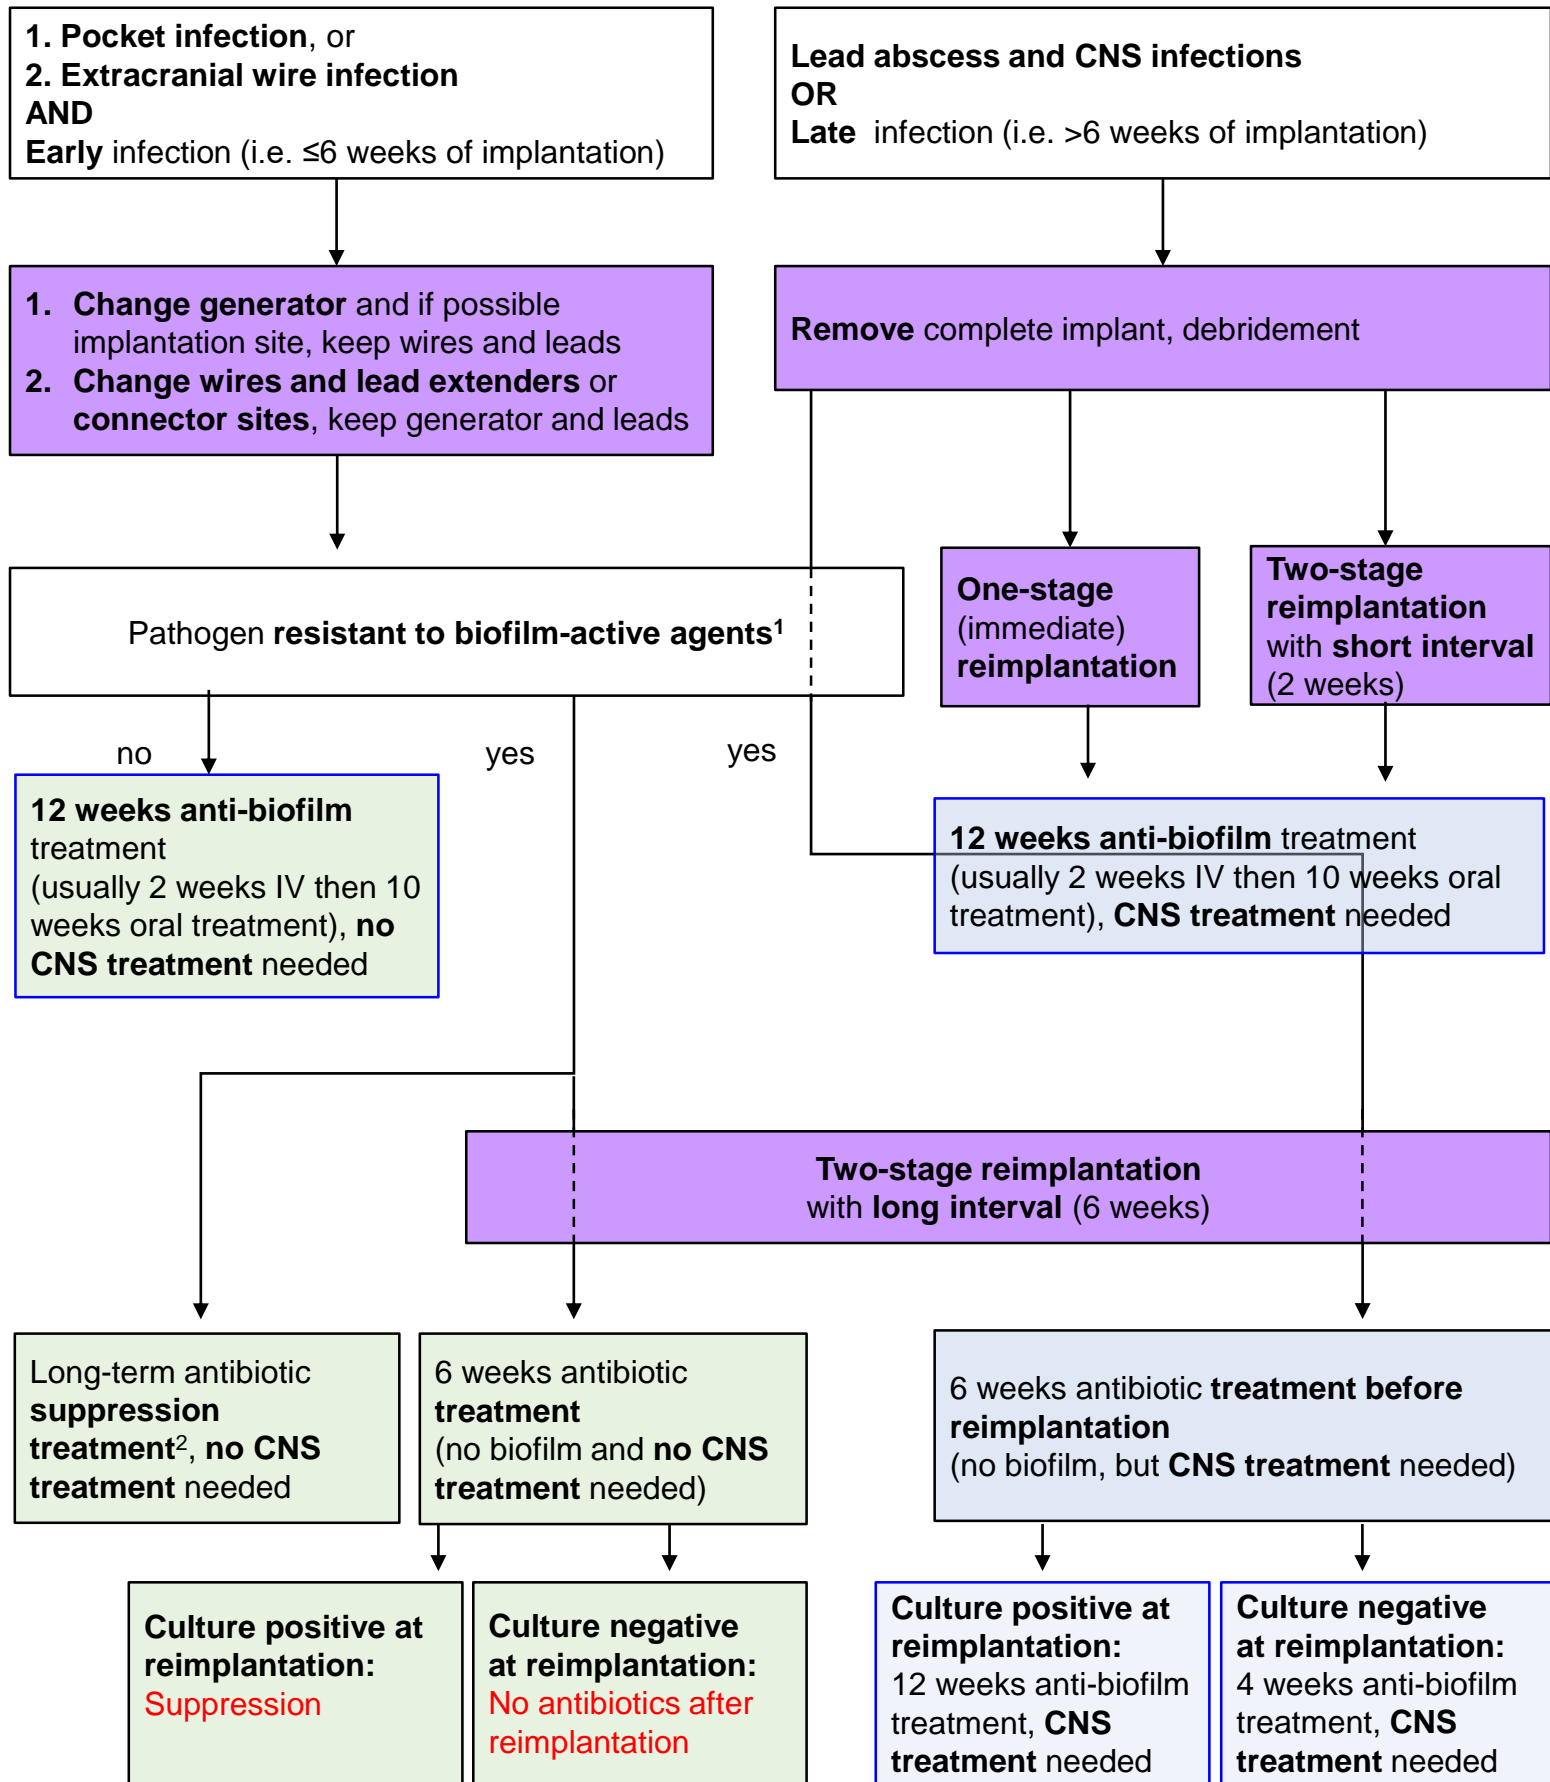 1. Pocket infection, or
2. Extracranial wire infection
AND
Early infection (i.e. ≤6 weeks of implantation)
Lead abscess and CNS infections
OR
Late infection (i.e. >6 weeks of implantation)
1. Change generator and if possible
implantation site, keep wires and leads
2. Change wires and lead extenders or
connector sites, keep generator and leads
Remove complete implant, debridement
Pathogen resistant to biofilm-active agents¹
One-stage
(immediate)
reimplantation
Two-stage
reimplantation
with short interval
(2 weeks)
no
yes
yes
12 weeks anti-biofilm
treatment
(usually 2 weeks IV then 10
weeks oral treatment), no
CNS treatment needed
12 weeks anti-biofilm treatment
(usually 2 weeks IV then 10 weeks oral
treatment), CNS treatment needed
Two-stage reimplantation
with long interval (6 weeks)
Long-term antibiotic
suppression
treatment², no CNS
treatment needed
6 weeks antibiotic
treatment
(no biofilm and no CNS
treatment needed)
6 weeks antibiotic treatment before
reimplantation
(no biofilm, but CNS treatment needed)
Culture positive at
reimplantation:
Suppression
Culture negative
at reimplantation:
No antibiotics after
reimplantation
Culture positive at
reimplantation:
12 weeks anti-biofilm
treatment, CNS
treatment needed
Culture negative
at reimplantation:
4 weeks anti-biofilm
treatment, CNS
treatment needed